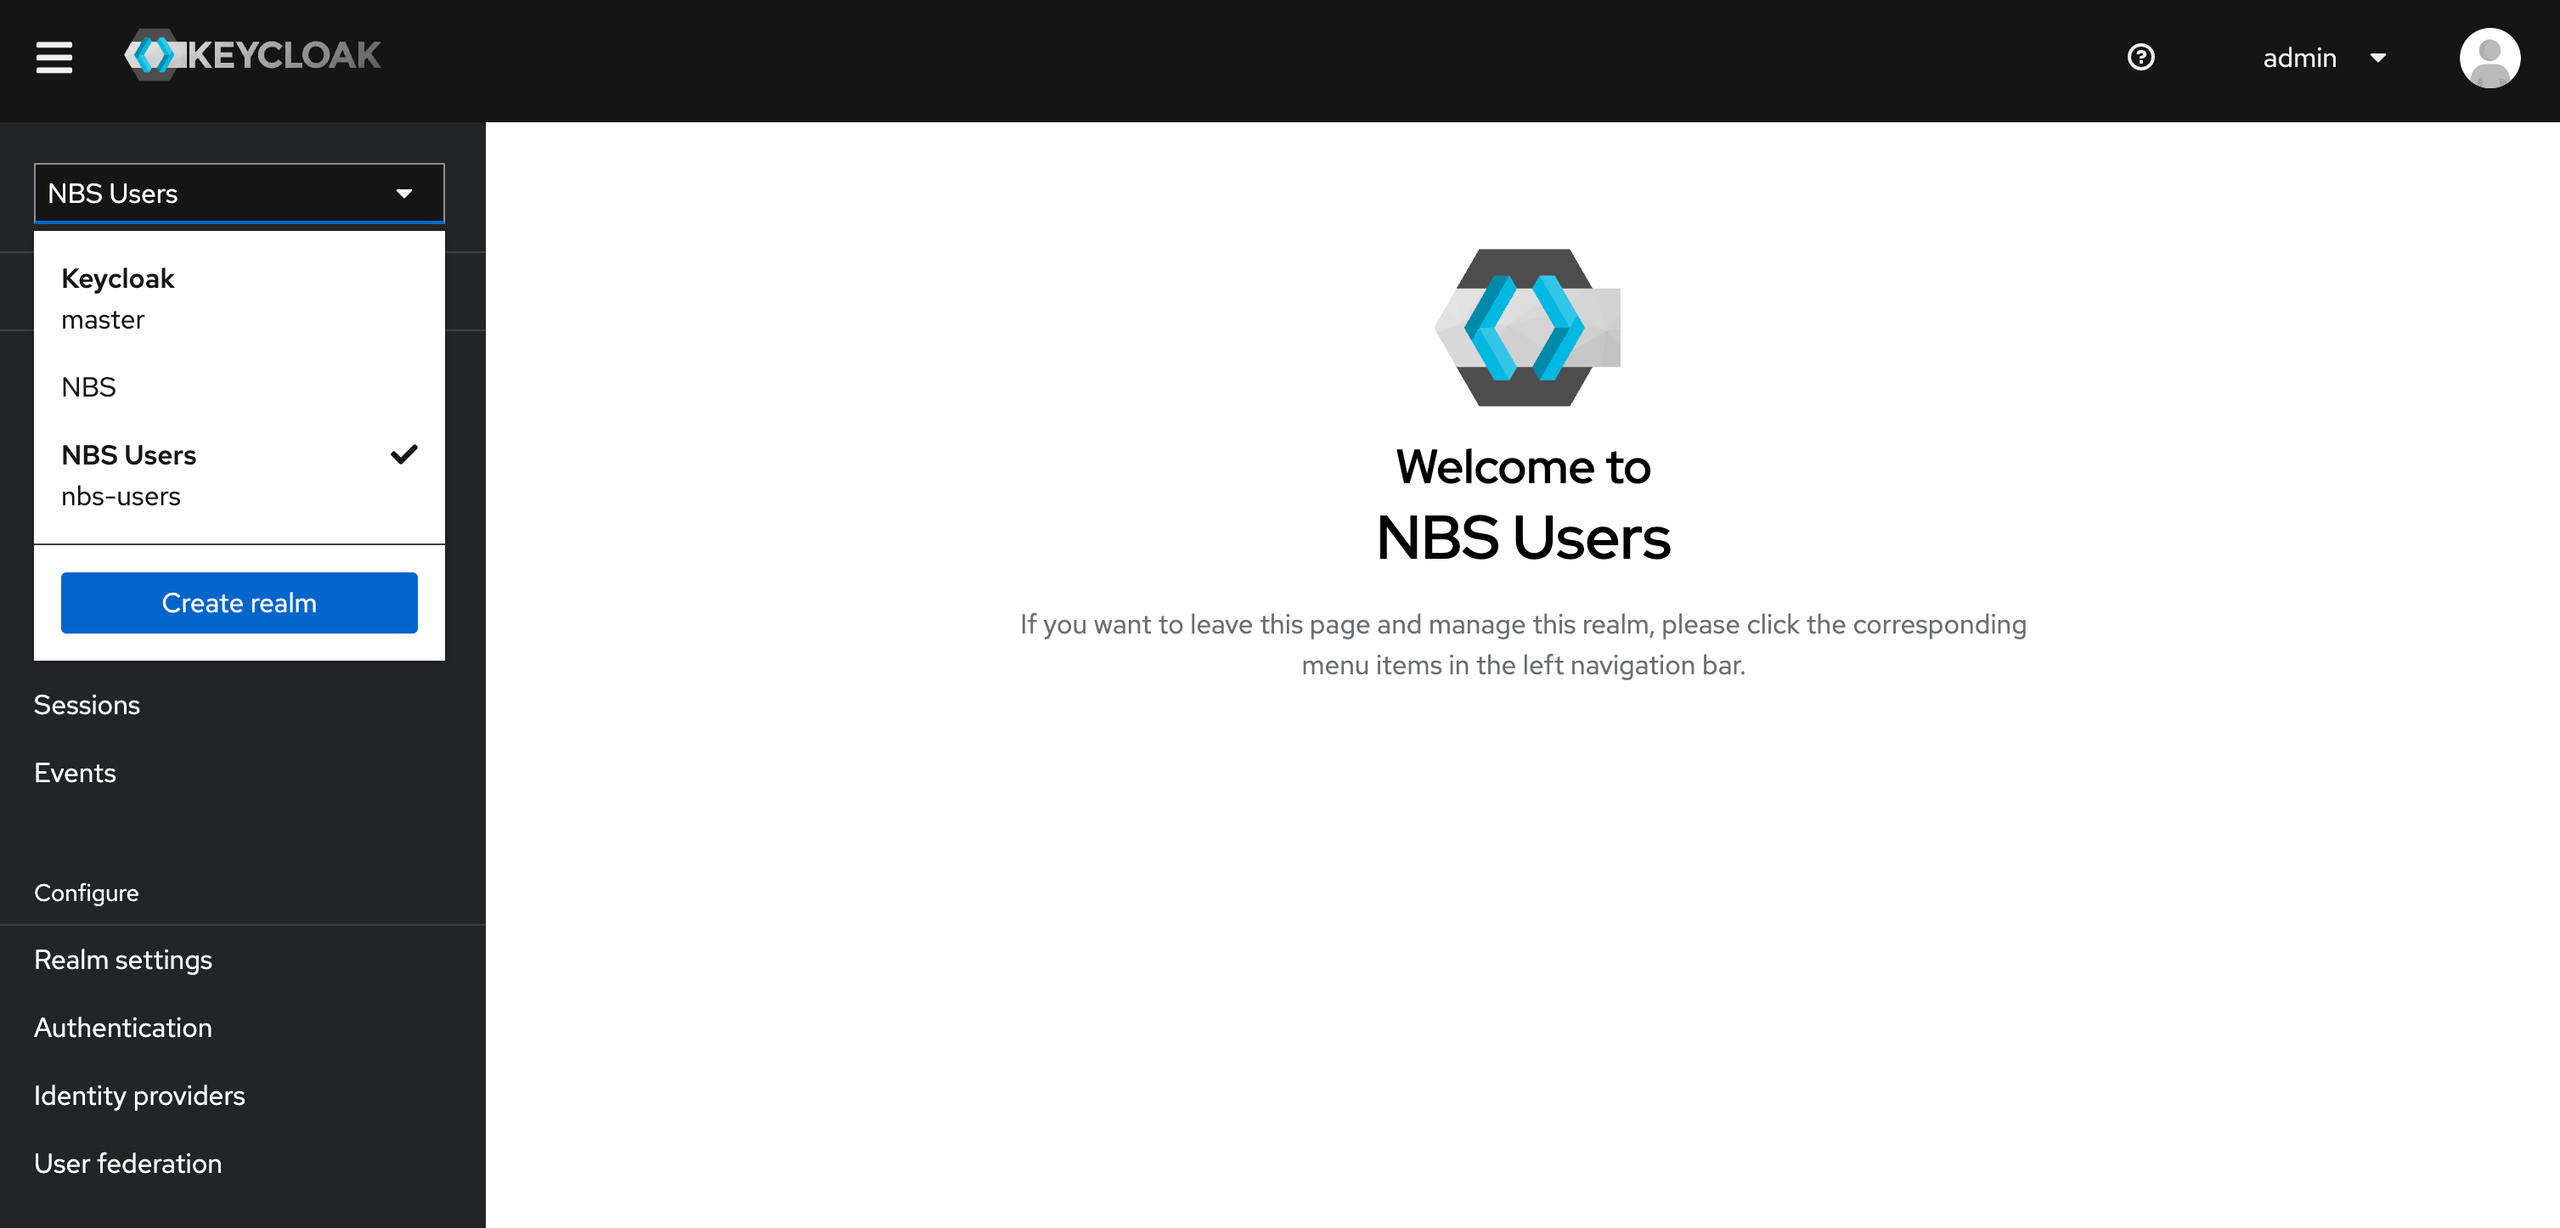 KEYCLOAK
admin
NBS Users
Keycloak
master
NBS
NBS Users
nbs-users
Create realm
Sessions
Events
Configure
Realm settings
Authentication
Identity providers
User federation
Welcome to
NBS Users
If you want to leave this page and manage this realm, please click the corresponding
menu items in the left navigation bar.